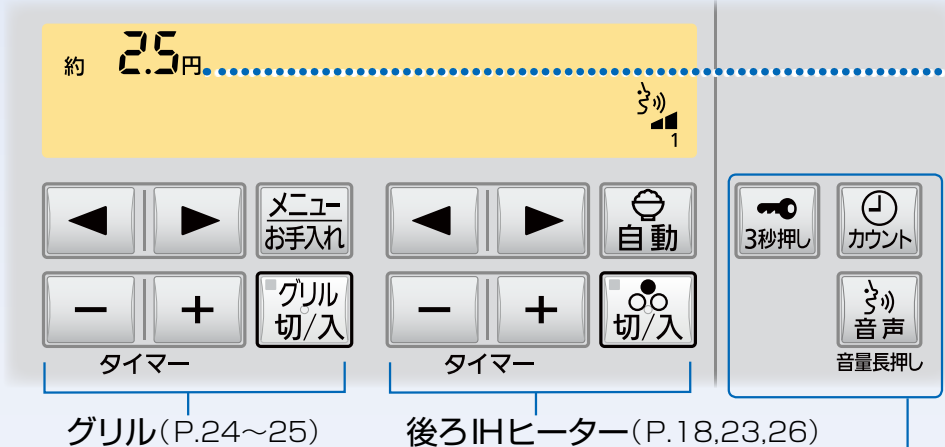 約 2.5円
1
◀ ▶ メニュー お手入れ ◀ ▶ 自動 3秒押し カウント
− + グリル 切/入 − + 切/入 音声
タイマー タイマー 音量長押し
グリル(P.24〜25) 後ろIHヒーター(P.18,23,26)